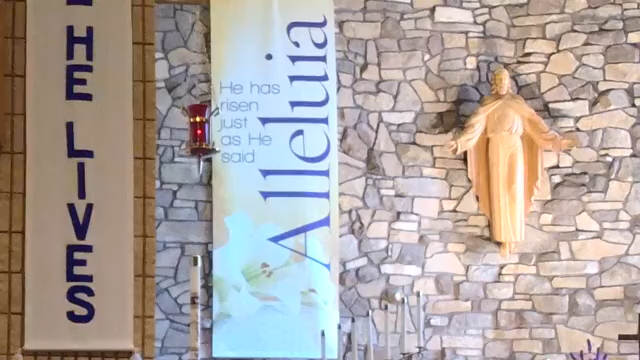 HE
LIVES
Alleluia
He has
risen
just
as He
said